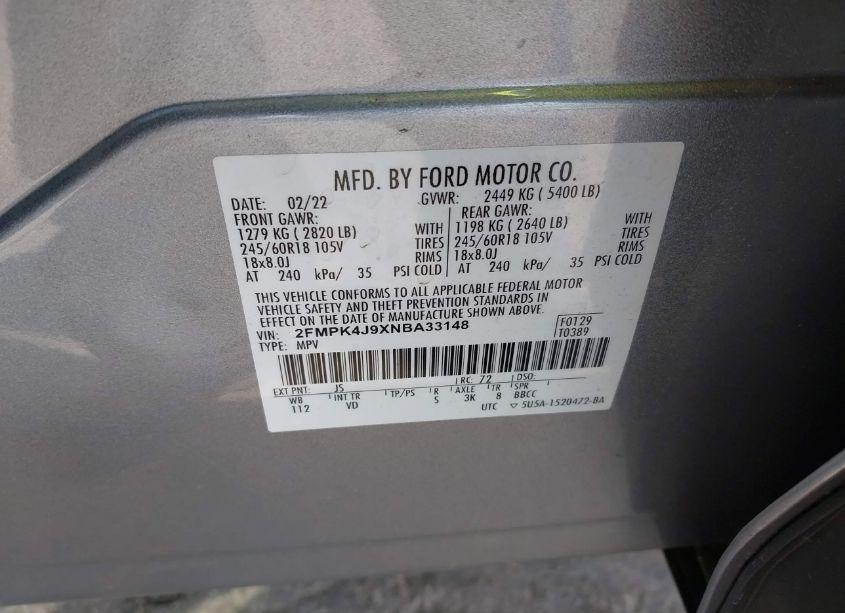 MFD. BY FORD MOTOR CO.
DATE: 02/22 GVWR: 2449 KG ( 5400 LB)
FRONT GAWR: REAR GAWR:
1279 KG ( 2820 LB) WITH 1198 KG ( 2640 LB) WITH
245/60R18 105V TIRES 245/60R18 105V TIRES
18x8.0J RIMS 18x8.0J RIMS
AT 240 kPa/ 35 PSI COLD AT 240 kPa/ 35 PSI COLD
THIS VEHICLE CONFORMS TO ALL APPLICABLE FEDERAL MOTOR
VEHICLE SAFETY AND THEFT PREVENTION STANDARDS IN
EFFECT ON THE DATE OF MANUFACTURE SHOWN ABOVE.
VIN: 2FMPK4J9XNBA33148 F0129
TYPE: MPV T0389
EXT PNT: JS RC: 72 DSO:
WB INT TR TP/PS R AXLE TR SPR
112 VD S 3K 8 BBCC
UTC ▽ 5U5A-1520472-BA